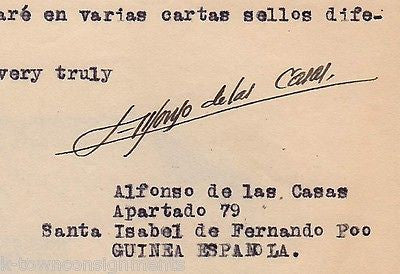 aré en varias cartas sellos dife-
very truly
Alfonso de las Casas
Alfonso de las Casas
Apartado 79
Santa Isabel de Fernando Poo
GUINEA ESPAÑOLA.
k-townconsignments